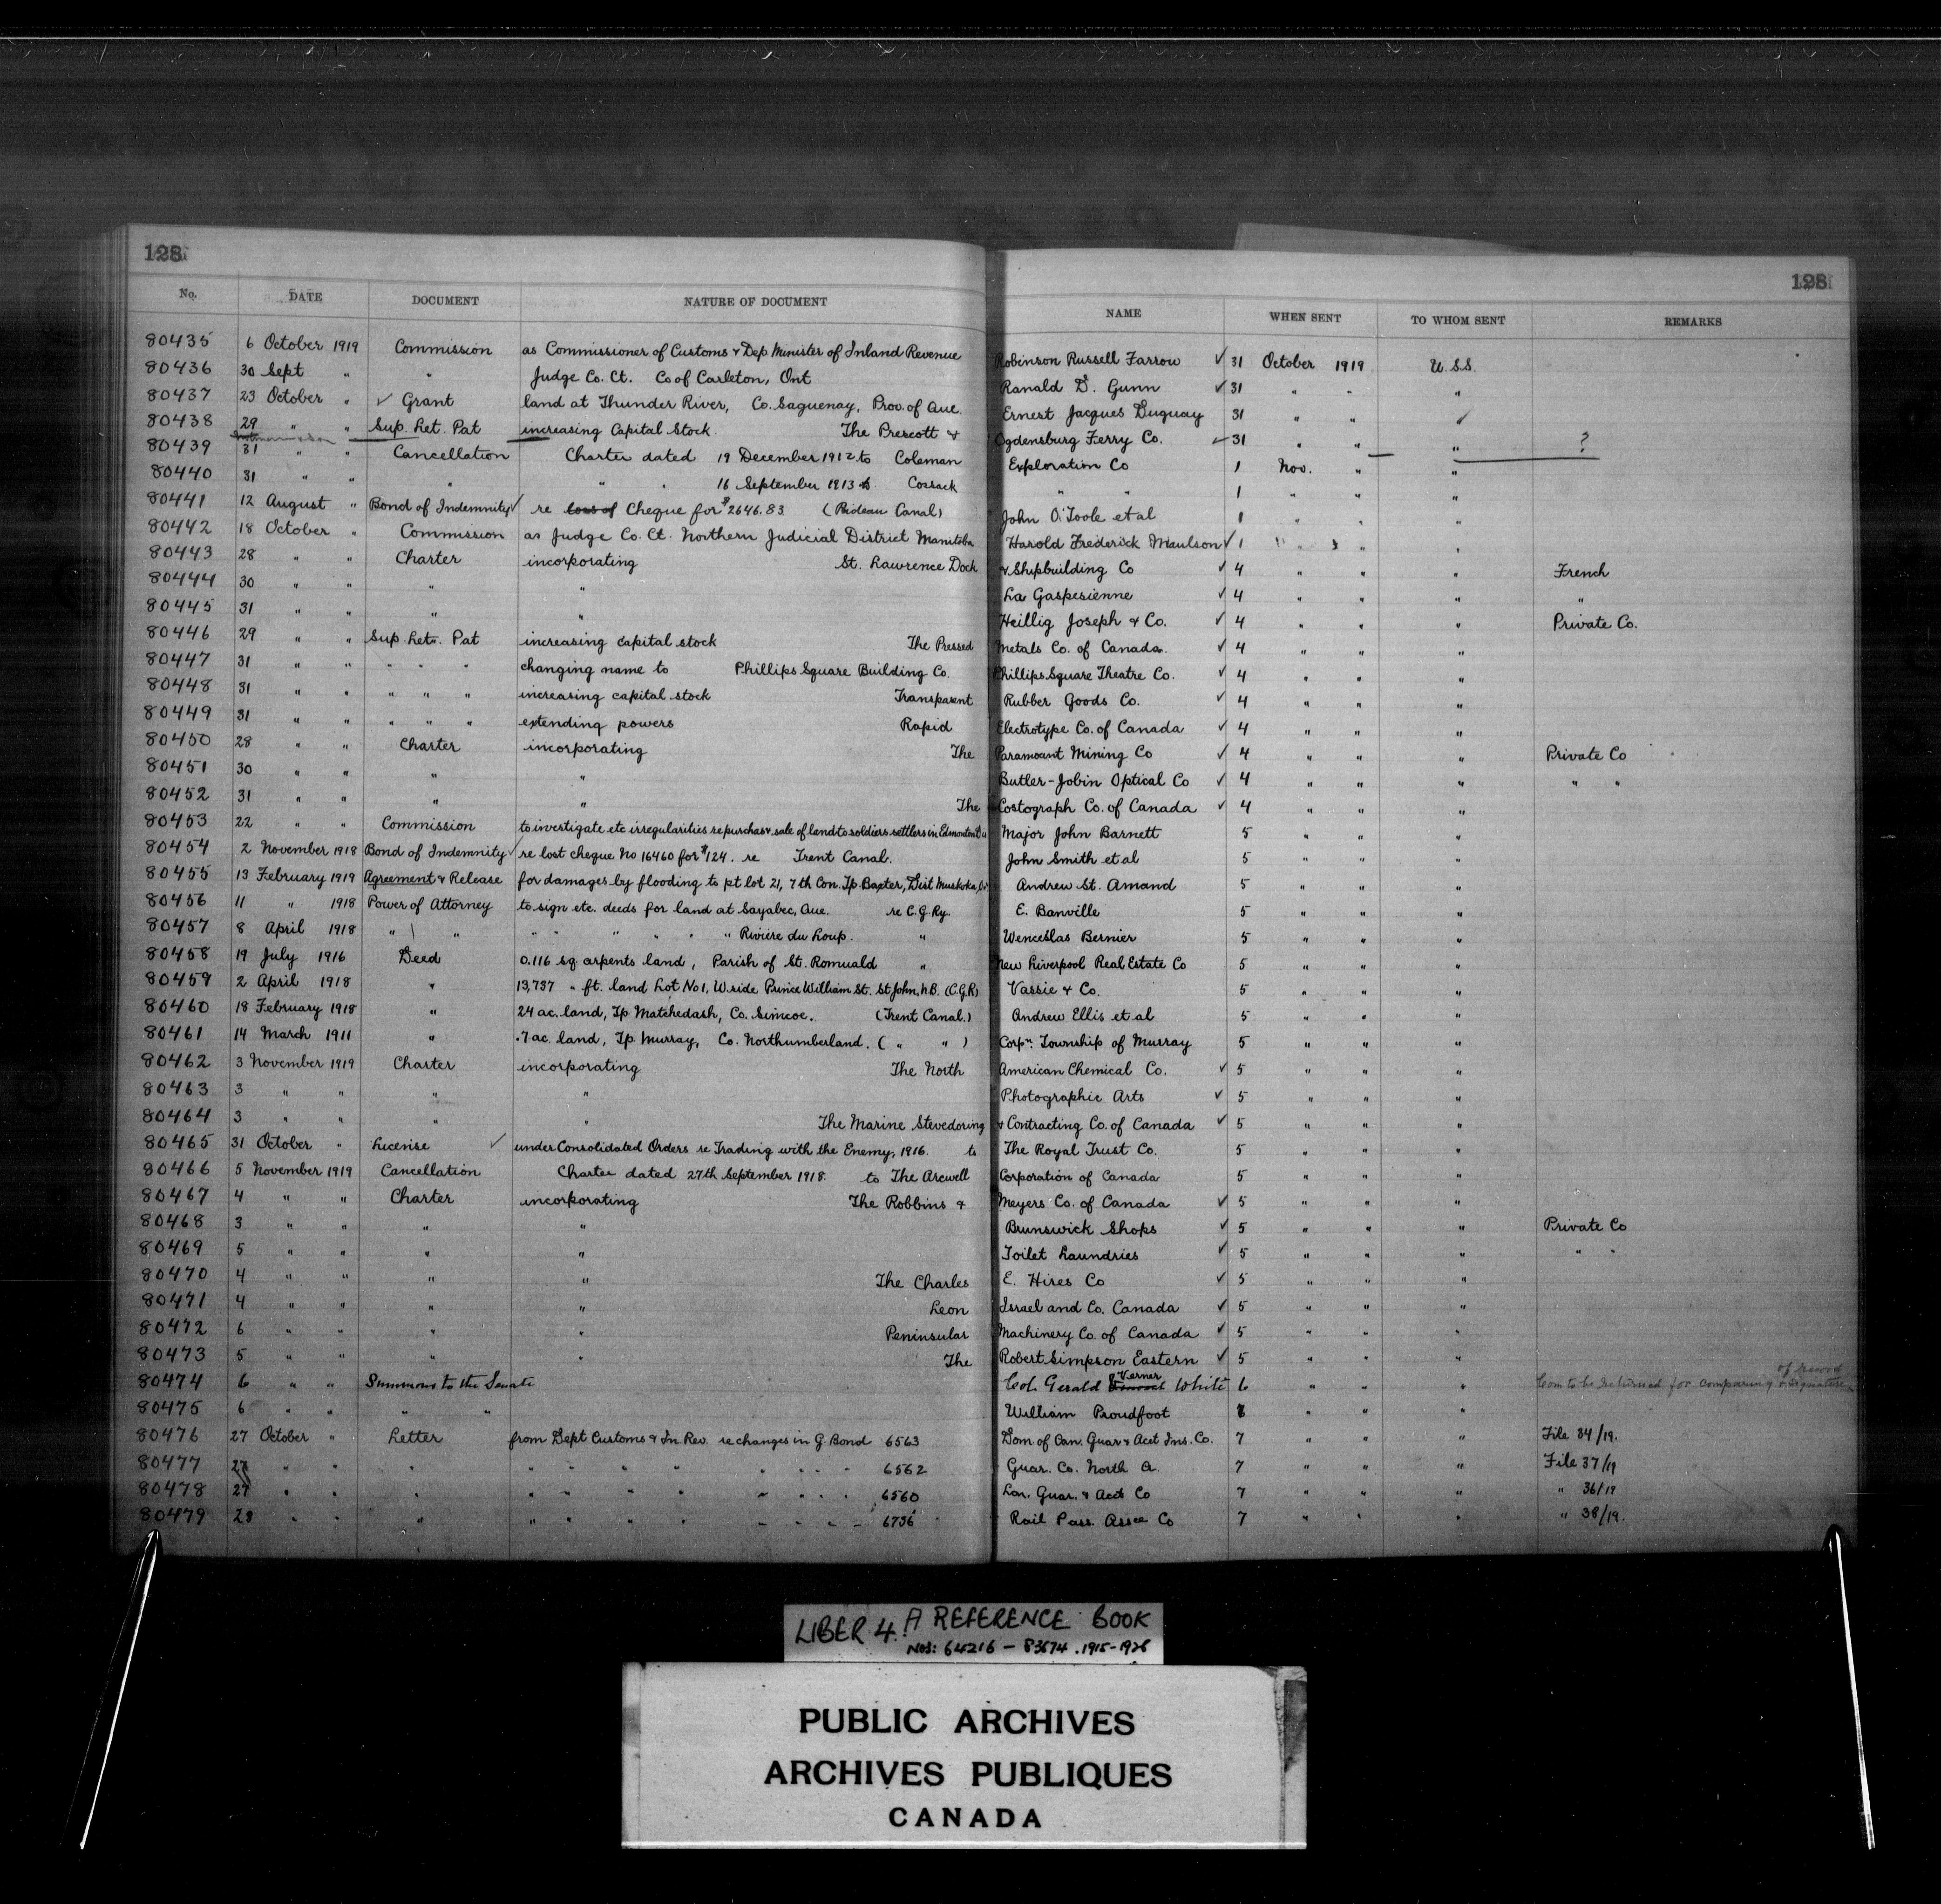 128 128
No. DATE DOCUMENT NATURE OF DOCUMENT NAME WHEN SENT TO WHOM SENT REMARKS
80435 6 October 1919 Commission as Commissioner of Customs & Dep Minister of Inland Revenue Robinson Russell Farrow ✓ 31 October 1919 U.S.S.
80436 30 Sept " " Judge Co. Ct. Co of Carleton, Ont Ranald D. Gunn ✓ 31 " " "
80437 23 October " ✓ Grant land at Thunder River, Co. Saguenay, Prov. of Que. Ernest Jacques Duguay 31 " " "
80438 29 " " Sup. Let. Pat increasing Capital Stock The Prescott & Ogdensburg Ferry Co. ✓ 31 " " " ?
80439 31 " " Cancellation Charter dated 19 December 1912 to Coleman Exploration Co 1 Nov. " "
80440 31 " " " " " 16 September 1913 to Cossack " " 1 " " "
80441 12 August " Bond of Indemnity ✓ re loss of Cheque for $2646.83 (Rideau Canal) John O'Toole et al 1 " " "
80442 18 October " Commission as Judge Co. Ct. Northern Judicial District Manitoba Harold Frederick Maulson ✓ 1 " " "
80443 28 " " Charter incorporating St. Lawrence Dock & Shipbuilding Co ✓ 4 " " " French
80444 30 " " " " La Gaspesienne ✓ 4 " " " "
80445 31 " " " " Heillig Joseph & Co. ✓ 4 " " " Private Co.
80446 29 " " Sup. Let. Pat increasing capital stock The Pressed Metals Co. of Canada. ✓ 4 " " "
80447 31 " " " " " changing name to Phillips Square Building Co. Phillips Square Theatre Co. ✓ 4 " " "
80448 31 " " " " " increasing capital stock Transparent Rubber Goods Co. ✓ 4 " " "
80449 31 " " " " " extending powers Rapid Electrotype Co. of Canada ✓ 4 " " "
80450 28 " " Charter incorporating The Paramount Mining Co ✓ 4 " " " Private Co
80451 30 " " " " Butler-Jobin Optical Co ✓ 4 " " " " "
80452 31 " " " " The Costograph Co. of Canada ✓ 4 " " "
80453 22 " " Commission to investigate etc irregularities re purchase & sale of land to soldiers settlers in Edmonton Major John Barnett 5 " " "
80454 2 November 1918 Bond of Indemnity ✓ re lost cheque No 16460 for $124. re Trent Canal. John Smith et al 5 " " "
80455 13 February 1919 Agreement & Release for damages by flooding to pt lot 21, 7th Con. Tp. Baxter, Dist Muskoka, Andrew St. Amand 5 " " "
80456 11 " 1918 Power of Attorney to sign etc. deeds for land at Sayabec, Que. re C.G. Ry. E. Banville 5 " " "
80457 8 April 1918 " " " " " " " " Rivière du Loup. " Wenceslas Bernier 5 " " "
80458 19 July 1916 Deed 0.116 sq arpents land, Parish of St. Romuald " New Liverpool Real Estate Co 5 " " "
80459 2 April 1918 " 13,737 " ft. land Lot No 1, W side Prince William St. St John, N.B. (C.G.R) Vassie & Co. 5 " " "
80460 18 February 1918 " 24 ac. land, Tp Matchedash, Co. Simcoe. (Trent Canal.) Andrew Ellis et al 5 " " "
80461 14 March 1911 " .7 ac. land, Tp. Murray, Co. Northumberland. ( " " ) Corpn. Township of Murray 5 " " "
80462 3 November 1919 Charter incorporating The North American Chemical Co. ✓ 5 " " "
80463 3 " " " " Photographic Arts ✓ 5 " " "
80464 3 " " " " The Marine Stevedoring & Contracting Co. of Canada ✓ 5 " " "
80465 31 October " License ✓ under Consolidated Orders re Trading with the Enemy, 1916. to The Royal Trust Co. 5 " " "
80466 5 November 1919 Cancellation Charter dated 27th September 1918. to The Arcwell Corporation of Canada 5 " " "
80467 4 " " Charter incorporating The Robbins & Meyers Co. of Canada ✓ 5 " " "
80468 3 " " " " Brunswick Shops ✓ 5 " " " Private Co
80469 5 " " " " Toilet Laundries ✓ 5 " " " " "
80470 4 " " " " The Charles E. Hires Co ✓ 5 " " "
80471 4 " " " " Leon Israel and Co. Canada ✓ 5 " " "
80472 6 " " " " Peninsular Machinery Co. of Canada ✓ 5 " " "
80473 5 " " " " The Robert Simpson Eastern ✓ 5 " " "
80474 6 " " Summons to the Senate Col. Gerald Verner White 6 " " " Com to be returned for comparing & signature of record
80475 6 " " " " William Proudfoot 6 " " "
80476 27 October " Letter from Dept Customs & In. Rev. re changes in G. Bond 6563 Dom of Can. Guar & Acct Ins. Co. 7 " " " File 34/19.
80477 27 " " " " " " " " " " " 6562 Guar. Co. North A. 7 " " " File 37/19
80478 27 " " " " " " " " " " " 6560 Lon. Guar. & Acct Co 7 " " " " 36/19
80479 28 " " " " " " " " " " " 6736 Rail Pass. Assce Co 7 " " " " 38/19.
LIBER 4. A REFERENCE BOOK
NOS: 64216 – 83574 . 1915-1926
PUBLIC ARCHIVES
ARCHIVES PUBLIQUES
CANADA